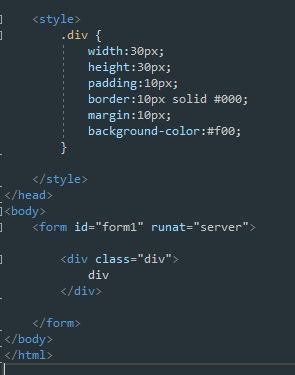 <style>
.div {
width:30px;
height:30px;
padding:10px;
border:10px solid #000;
margin:10px;
background-color:#f00;
}
</style>
</head>
<body>
<form id="form1" runat="server">
<div class="div">
div
</div>
</form>
</body>
</html>